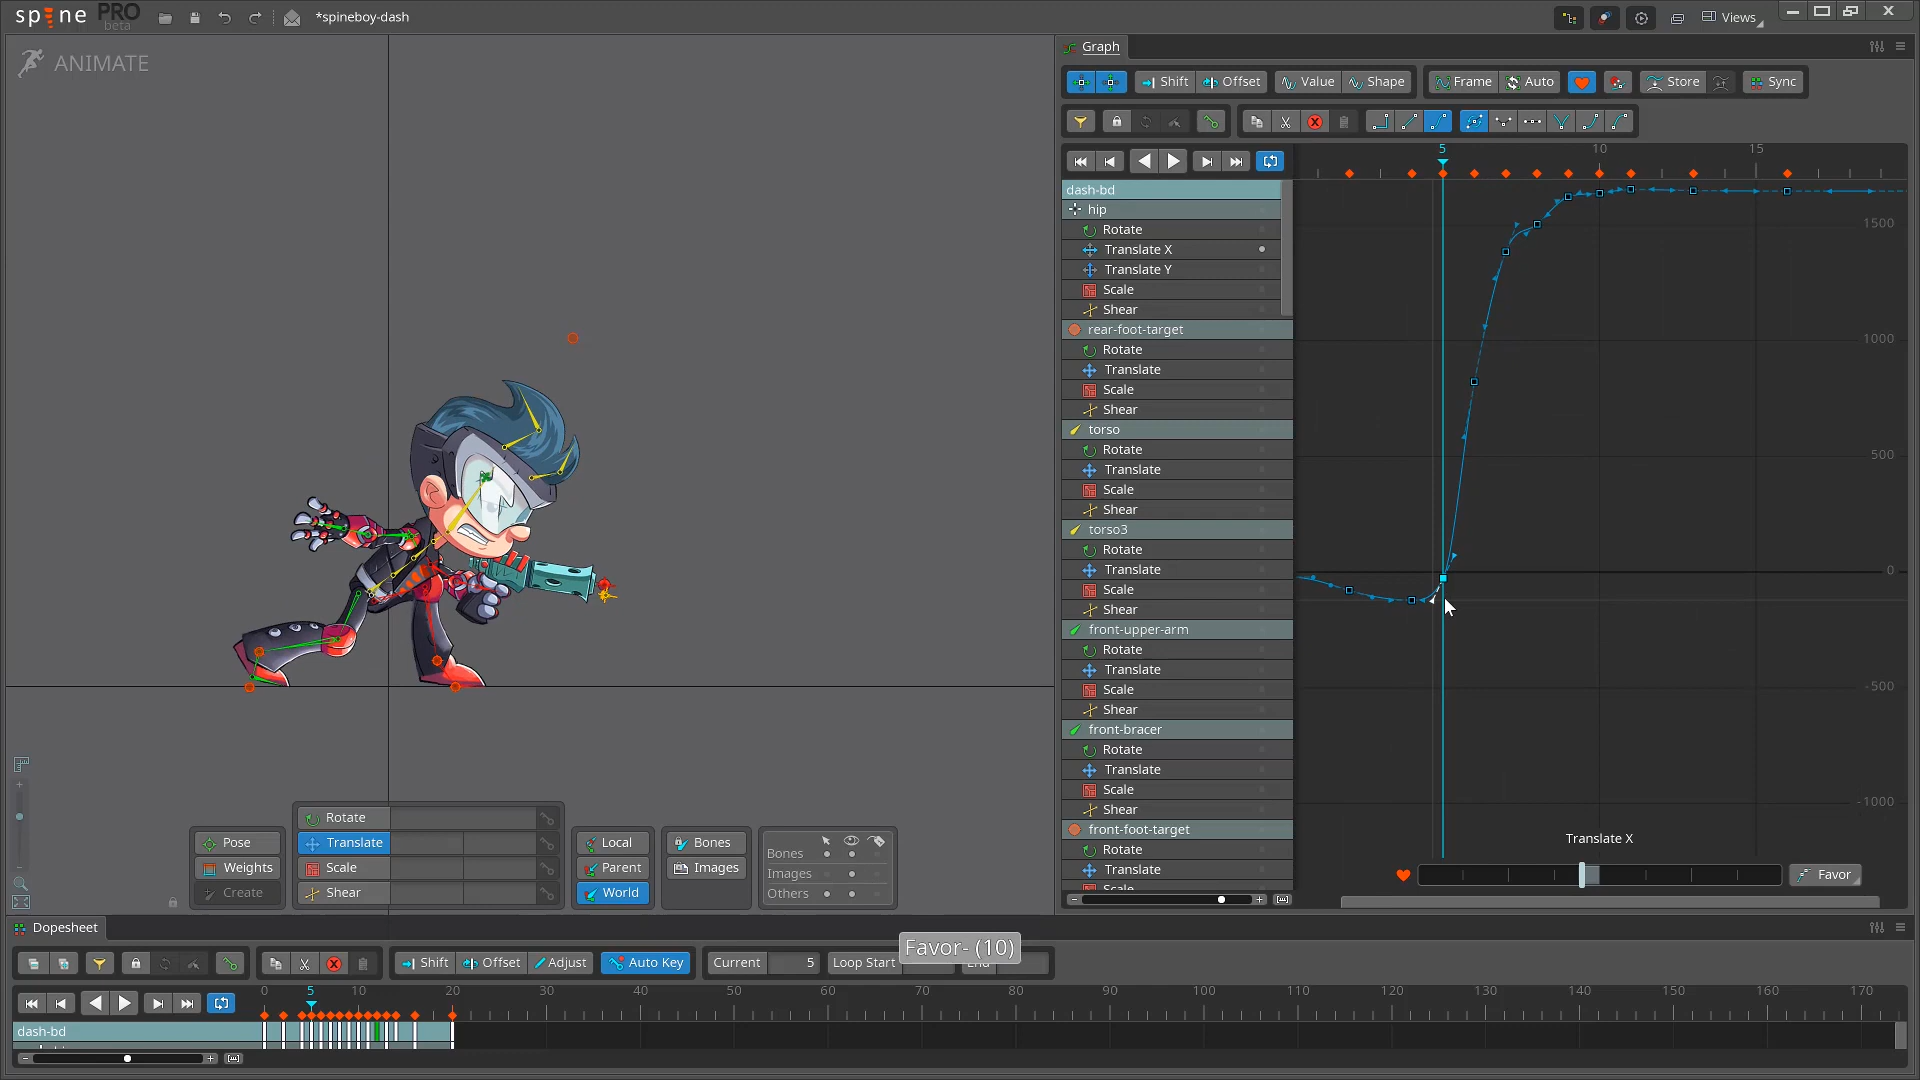 spine PRO beta
*spineboy-dash
Views
ANIMATE
Graph
Shift Offset Value Shape Frame Auto Store Sync
5 10 15
dash-bd
hip
Rotate
Translate X
Translate Y
Scale
Shear
rear-foot-target
Rotate
Translate
Scale
Shear
torso
Rotate
Translate
Scale
Shear
torso3
Rotate
Translate
Scale
Shear
front-upper-arm
Rotate
Translate
Scale
Shear
front-bracer
Rotate
Translate
Scale
Shear
front-foot-target
Rotate
Translate
Scale
1500
1000
500
0
-500
-1000
Translate X
Favor
Pose
Weights
Create
Rotate
Translate
Scale
Shear
Local
Parent
World
Bones
Images
Bones
Images
Others
Dopesheet
Favor- (10)
Shift Offset Adjust Auto Key Current 5 Loop Start End
0 5 10 20 30 40 50 60 70 80 90 100 110 120 130 140 150 160 170
dash-bd